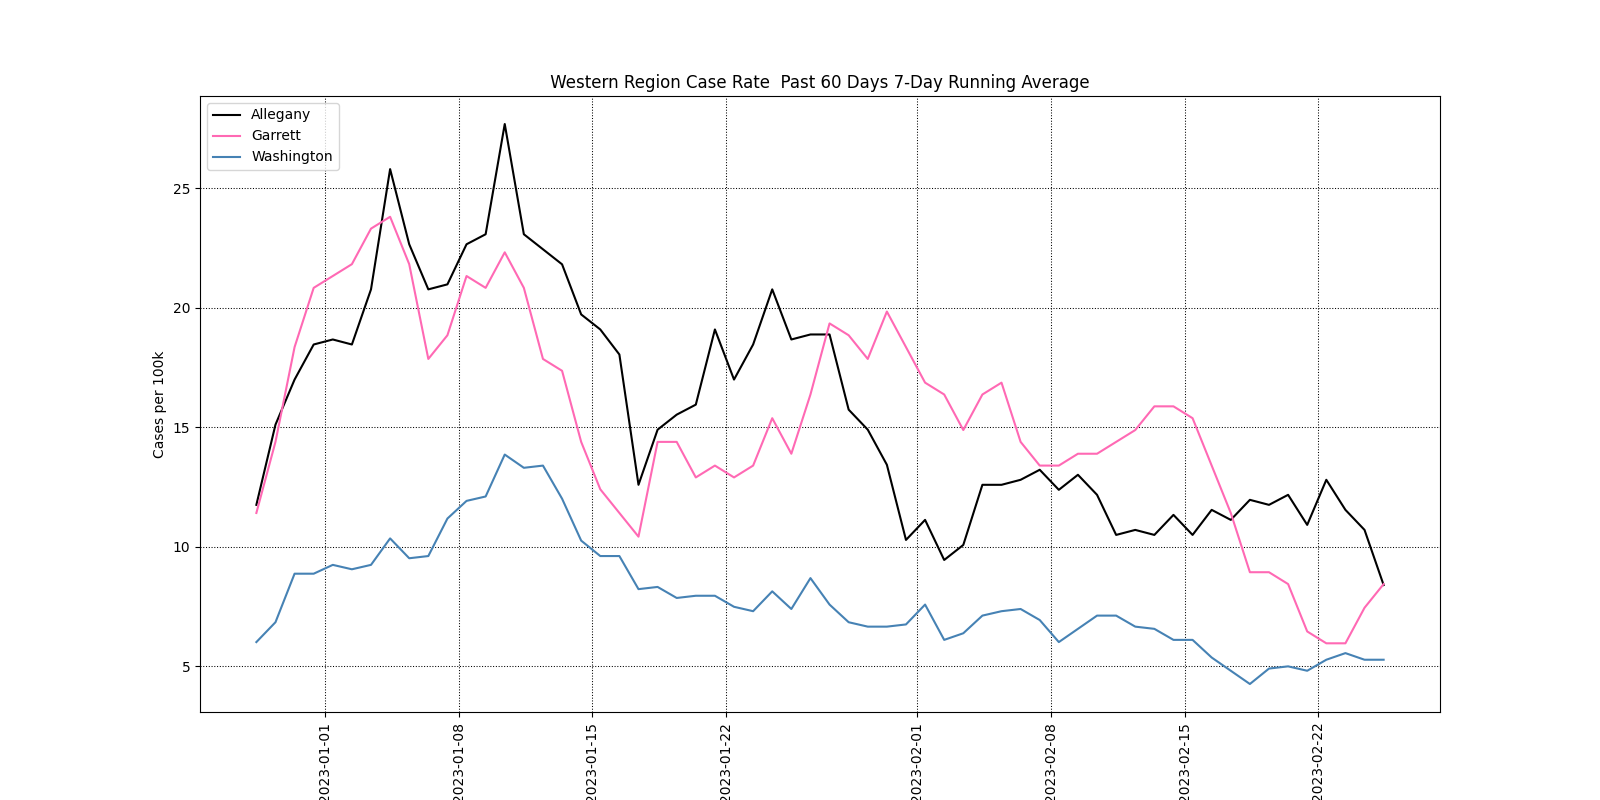 Western Region Case Rate  Past 60 Days 7-Day Running Average
Allegany
Garrett
Washington
Cases per 100k
25
20
15
10
5
2023-01-01
2023-01-08
2023-01-15
2023-01-22
2023-02-01
2023-02-08
2023-02-15
2023-02-22